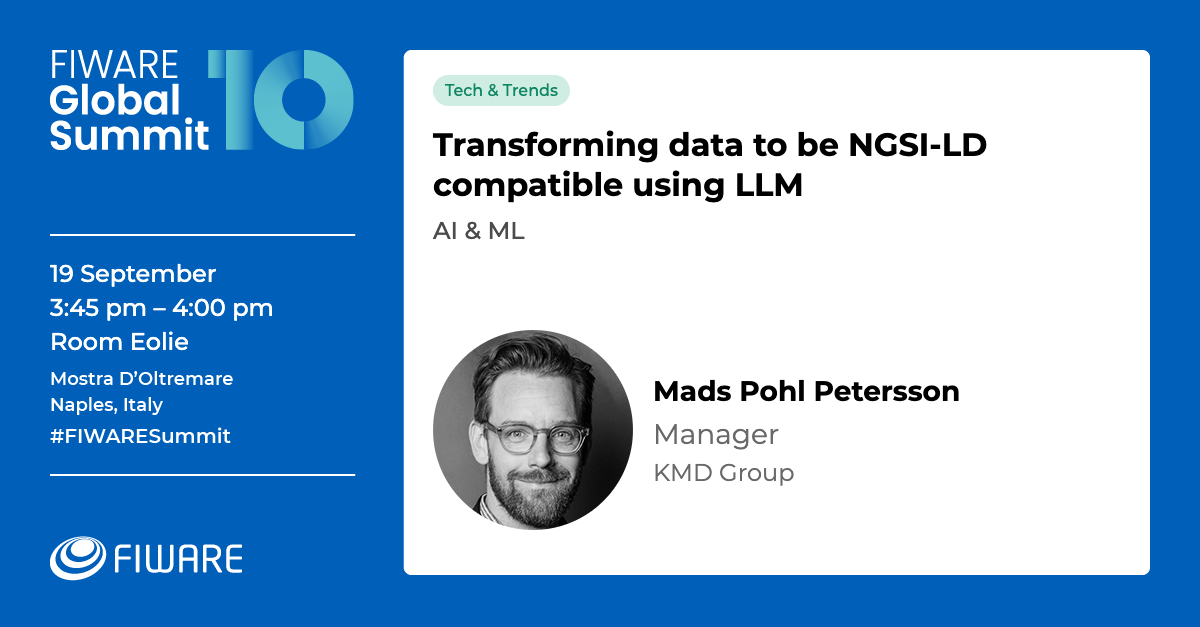 FIWARE
Global
Summit
10
19 September
3:45 pm – 4:00 pm
Room Eolie
Mostra D’Oltremare
Naples, Italy
#FIWARESummit
FIWARE
Tech & Trends
Transforming data to be NGSI-LD
compatible using LLM
AI & ML
Mads Pohl Petersson
Manager
KMD Group